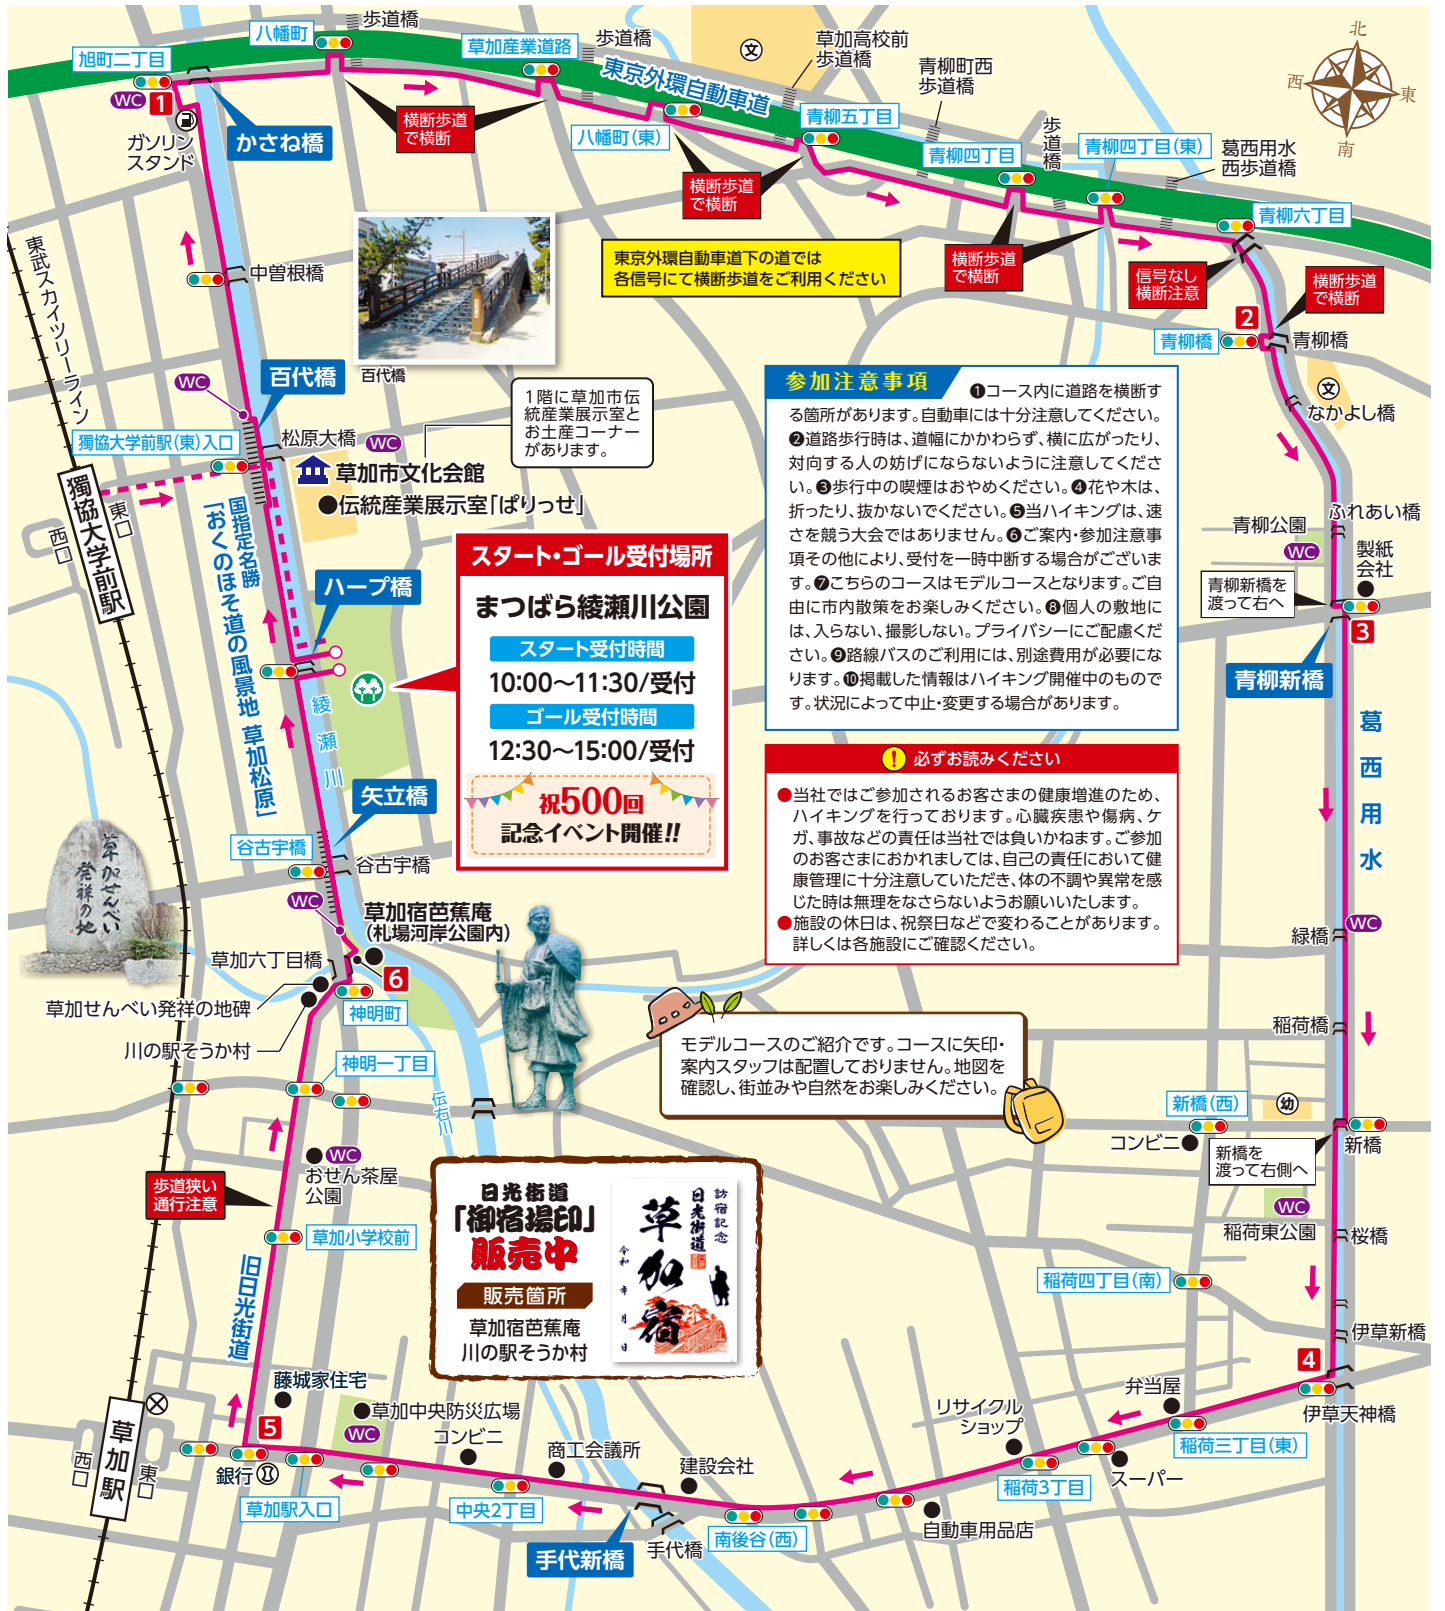 歩道橋
八幡町
旭町二丁目
草加産業道路
歩道橋
草加高校前
歩道橋
文
青柳町西
歩道橋
北
西
東
南
WC
1
ガソリン
スタンド
かさね橋
横断歩道
で横断
東京外環自動車道
八幡町(東)
青柳五丁目
青柳四丁目
歩道橋
青柳四丁目(東)
葛西用水
西歩道橋
横断歩道
で横断
青柳六丁目
東京外環自動車道下の道では
各信号にて横断歩道をご利用ください
横断歩道
で横断
信号なし
横断注意
横断歩道
で横断
2
青柳橋
青柳橋
文
なかよし橋
東武スカイツリーライン
中曽根橋
百代橋
WC
百代橋
獨協大学前駅(東)入口
松原大橋
WC
草加市文化会館
●伝統産業展示室「ぱりっせ」
1階に草加市伝
統産業展示室と
お土産コーナー
があります。
獨協大学前駅
東口
西口
国指定名勝
「おくのほそ道の風景地 草加松原」
ハープ橋
綾瀬川
矢立橋
谷古宇橋
谷古宇橋
WC
スタート・ゴール受付場所
まつばら綾瀬川公園
スタート受付時間
10:00〜11:30/受付
ゴール受付時間
12:30〜15:00/受付
祝500回
記念イベント開催!!
参加注意事項
❶コース内に道路を横断す
る箇所があります。自動車には十分注意してください。
❷道路歩行時は、道幅にかかわらず、横に広がったり、
対向する人の妨げにならないように注意してくださ
い。❸歩行中の喫煙はおやめください。❹花や木は、
折ったり、抜かないでください。❺当ハイキングは、速
さを競う大会ではありません。❻ご案内・参加注意事
項その他により、受付を一時中断する場合がございま
す。❼こちらのコースはモデルコースとなります。ご自
由に市内散策をお楽しみください。❽個人の敷地に
は、入らない、撮影しない。プライバシーにご配慮くだ
さい。❾路線バスのご利用には、別途費用が必要にな
ります。❿掲載した情報はハイキング開催中のもので
す。状況によって中止・変更する場合があります。
! 必ずお読みください
●当社ではご参加されるお客さまの健康増進のため、
ハイキングを行っております。心臓疾患や傷病、ケ
ガ、事故などの責任は当社では負いかねます。ご参加
のお客さまにおかれましては、自己の責任において健
康管理に十分注意していただき、体の不調や異常を感
じた時は無理をなさらないようお願いいたします。
●施設の休日は、祝祭日などで変わることがあります。
詳しくは各施設にご確認ください。
ふれあい橋
青柳公園
WC
製紙
会社
青柳新橋を
渡って右へ
3
青柳新橋
葛西用水
緑橋
WC
稲荷橋
新橋(西)
幼
コンビニ
新橋
新橋を
渡って右側へ
WC
稲荷東公園
桜橋
稲荷四丁目(南)
伊草新橋
4
伊草天神橋
草加せんべい
発祥の地
草加宿芭蕉庵
(札場河岸公園内)
草加六丁目橋
6
草加せんべい発祥の地碑
神明町
川の駅そうか村
神明一丁目
伝右川
モデルコースのご紹介です。コースに矢印・
案内スタッフは配置しておりません。地図を
確認し、街並みや自然をお楽しみください。
WC
おせん茶屋
公園
歩道狭い
通行注意
草加小学校前
旧日光街道
日光街道
「御宿場印」
販売中
販売箇所
草加宿芭蕉庵
川の駅そうか村
訪宿記念
日光街道
草加宿
令和 年 月 日
藤城家住宅
草加駅
西口
東口
5
銀行
草加駅入口
草加中央防災広場
WC
コンビニ
中央2丁目
商工会議所
手代新橋
手代橋
建設会社
南後谷(西)
自動車用品店
リサイクル
ショップ
稲荷3丁目
スーパー
弁当屋
稲荷三丁目(東)